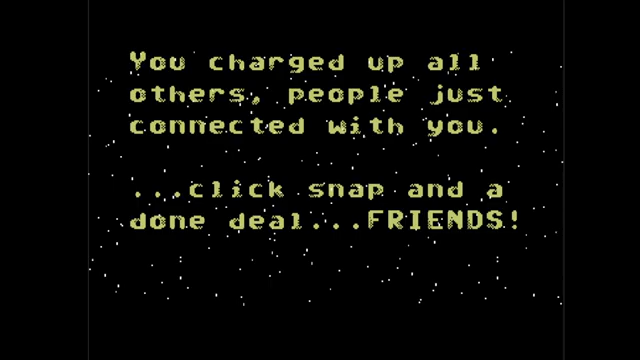 You charged up all
others, people just
connected with you.
...click snap and a
done deal...FRIENDS!